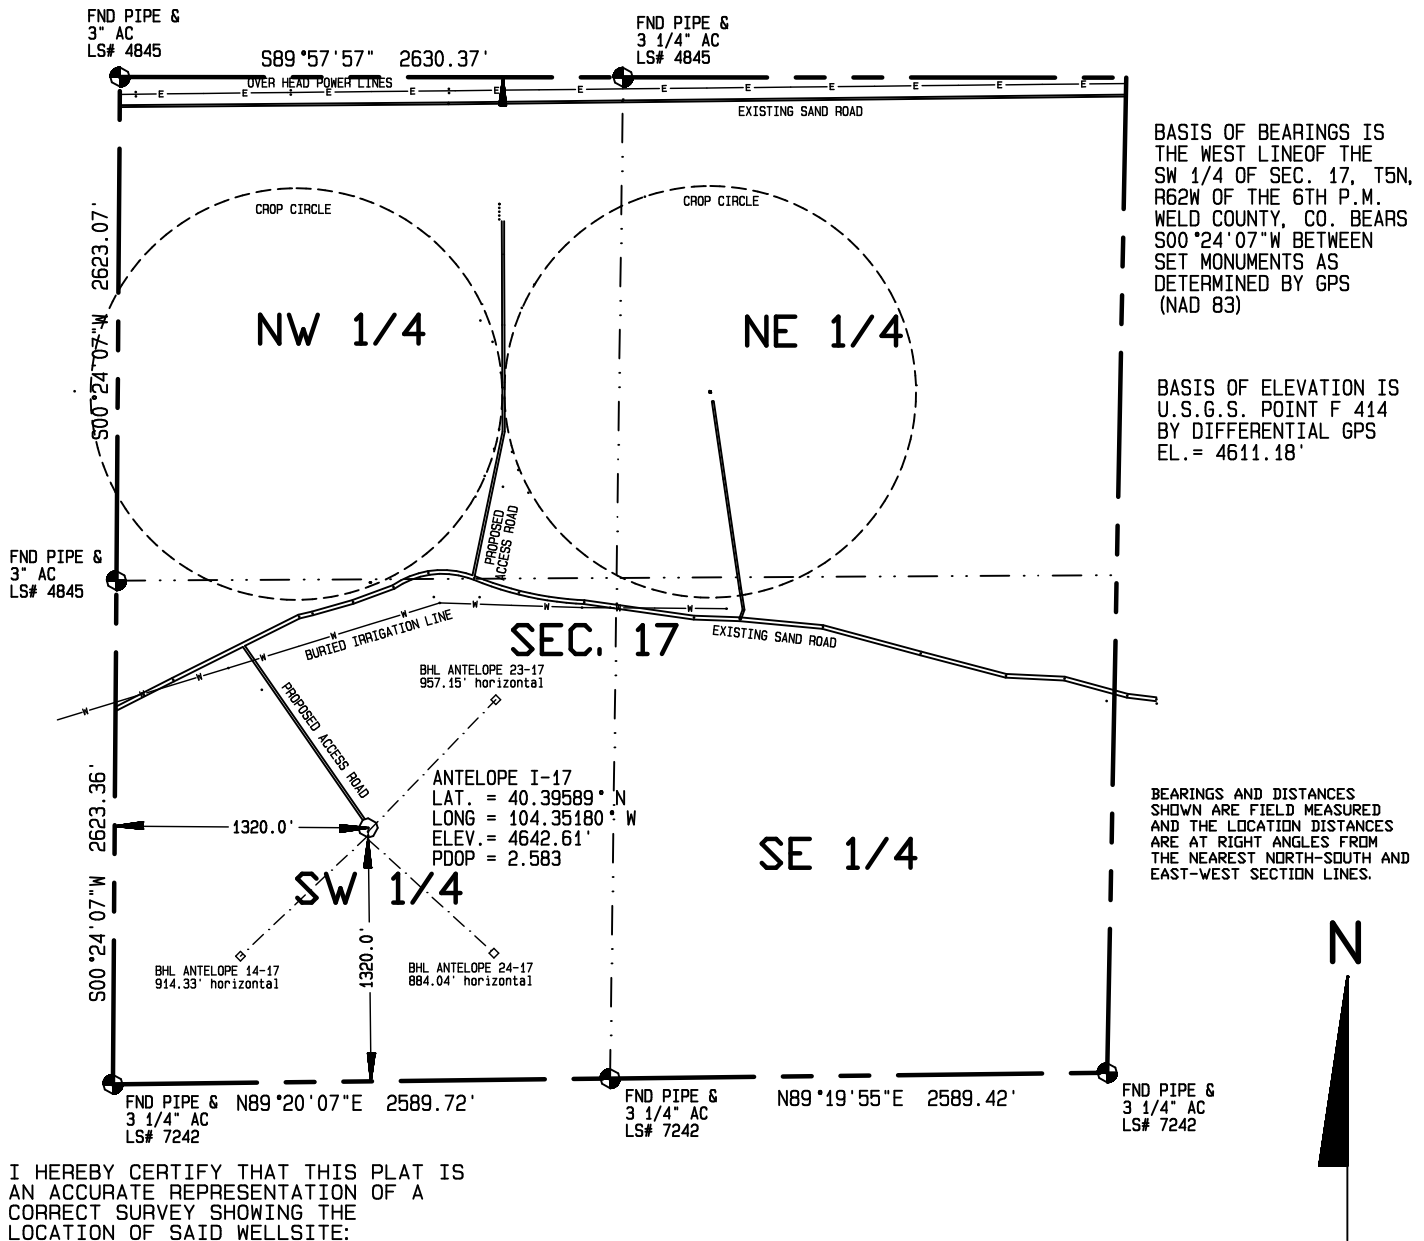 FND PIPE &
3" AC
LS# 4845
S89°57'57" 2630.37'
FND PIPE &
3 1/4" AC
LS# 4845
OVER HEAD POWER LINES
E E E E E E E E E E E E
EXISTING SAND ROAD
BASIS OF BEARINGS IS
THE WEST LINEOF THE
SW 1/4 OF SEC. 17, T5N,
R62W OF THE 6TH P.M.
WELD COUNTY, CO. BEARS
S00°24'07"W BETWEEN
SET MONUMENTS AS
DETERMINED BY GPS
(NAD 83)
CROP CIRCLE
CROP CIRCLE
S00°24'07"W 2623.07'
NW 1/4
NE 1/4
BASIS OF ELEVATION IS
U.S.G.S. POINT F 414
BY DIFFERENTIAL GPS
EL.= 4611.18'
PROPOSED
ACCESS ROAD
FND PIPE &
3" AC
LS# 4845
W W W W W W W W W W
BURIED IRRIGATION LINE
SEC. 17
EXISTING SAND ROAD
BHL ANTELOPE 23-17
957.15' horizontal
PROPOSED ACCESS ROAD
ANTELOPE I-17
LAT. = 40.39589° N
LONG = 104.35180° W
ELEV.= 4642.61'
PDOP = 2.583
S00°24'07"W 2623.36'
1320.0'
SW 1/4
SE 1/4
BEARINGS AND DISTANCES
SHOWN ARE FIELD MEASURED
AND THE LOCATION DISTANCES
ARE AT RIGHT ANGLES FROM
THE NEAREST NORTH-SOUTH AND
EAST-WEST SECTION LINES.
1320.0'
BHL ANTELOPE 14-17
914.33' horizontal
BHL ANTELOPE 24-17
884.04' horizontal
N
FND PIPE &
3 1/4" AC
LS# 7242
N89°20'07"E 2589.72'
FND PIPE &
3 1/4" AC
LS# 7242
N89°19'55"E 2589.42'
FND PIPE &
3 1/4" AC
LS# 7242
I HEREBY CERTIFY THAT THIS PLAT IS
AN ACCURATE REPRESENTATION OF A
CORRECT SURVEY SHOWING THE
LOCATION OF SAID WELLSITE: